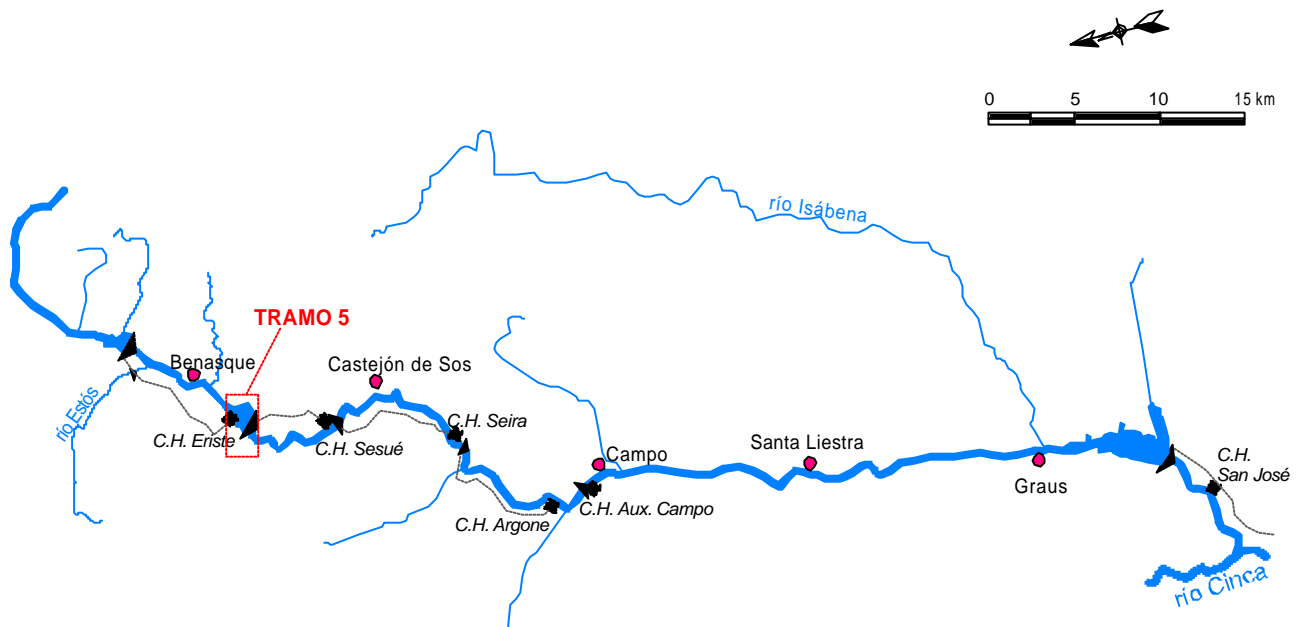 0 5 10 15 km
río Isábena
TRAMO 5
Benasque
Castejón de Sos
río Estós
C.H. Eriste
C.H. Sesué
C.H. Seira
Campo
Santa Liestra
C.H.
San José
Graus
C.H. Argone
C.H. Aux. Campo
río Cinca